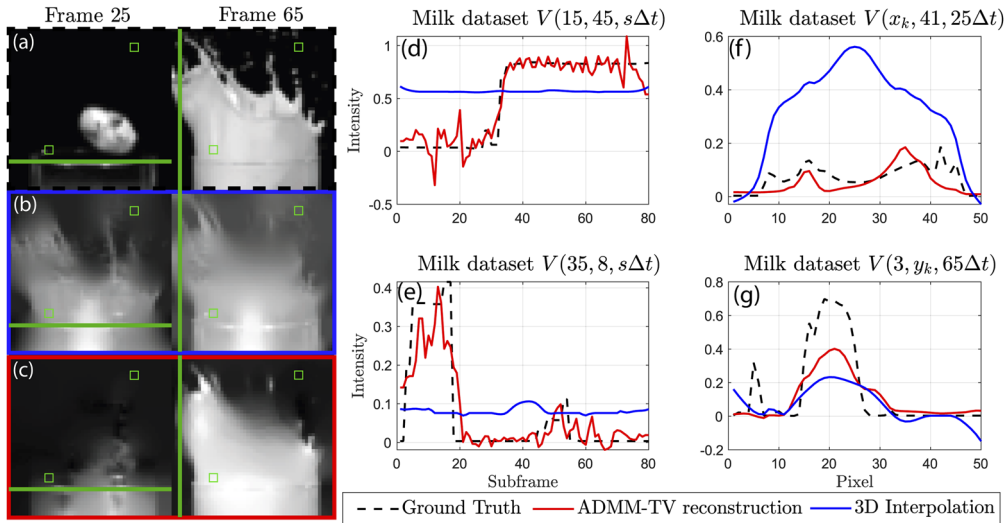 Frame 25 Frame 65
(a)
(b)
(c)
Milk dataset V(15, 45, sΔt)
(d)
Intensity
1
0.5
0
-0.5
0 20 40 60 80
Milk dataset V(x_k, 41, 25Δt)
(f)
0.6
0.4
0.2
0
0 10 20 30 40 50
Milk dataset V(35, 8, sΔt)
(e)
Intensity
0.4
0.3
0.2
0.1
0
0 20 40 60 80
Subframe
Milk dataset V(3, y_k, 65Δt)
(g)
0.8
0.6
0.4
0.2
0
-0.2
0 10 20 30 40 50
Pixel
Ground Truth ADMM-TV reconstruction 3D Interpolation